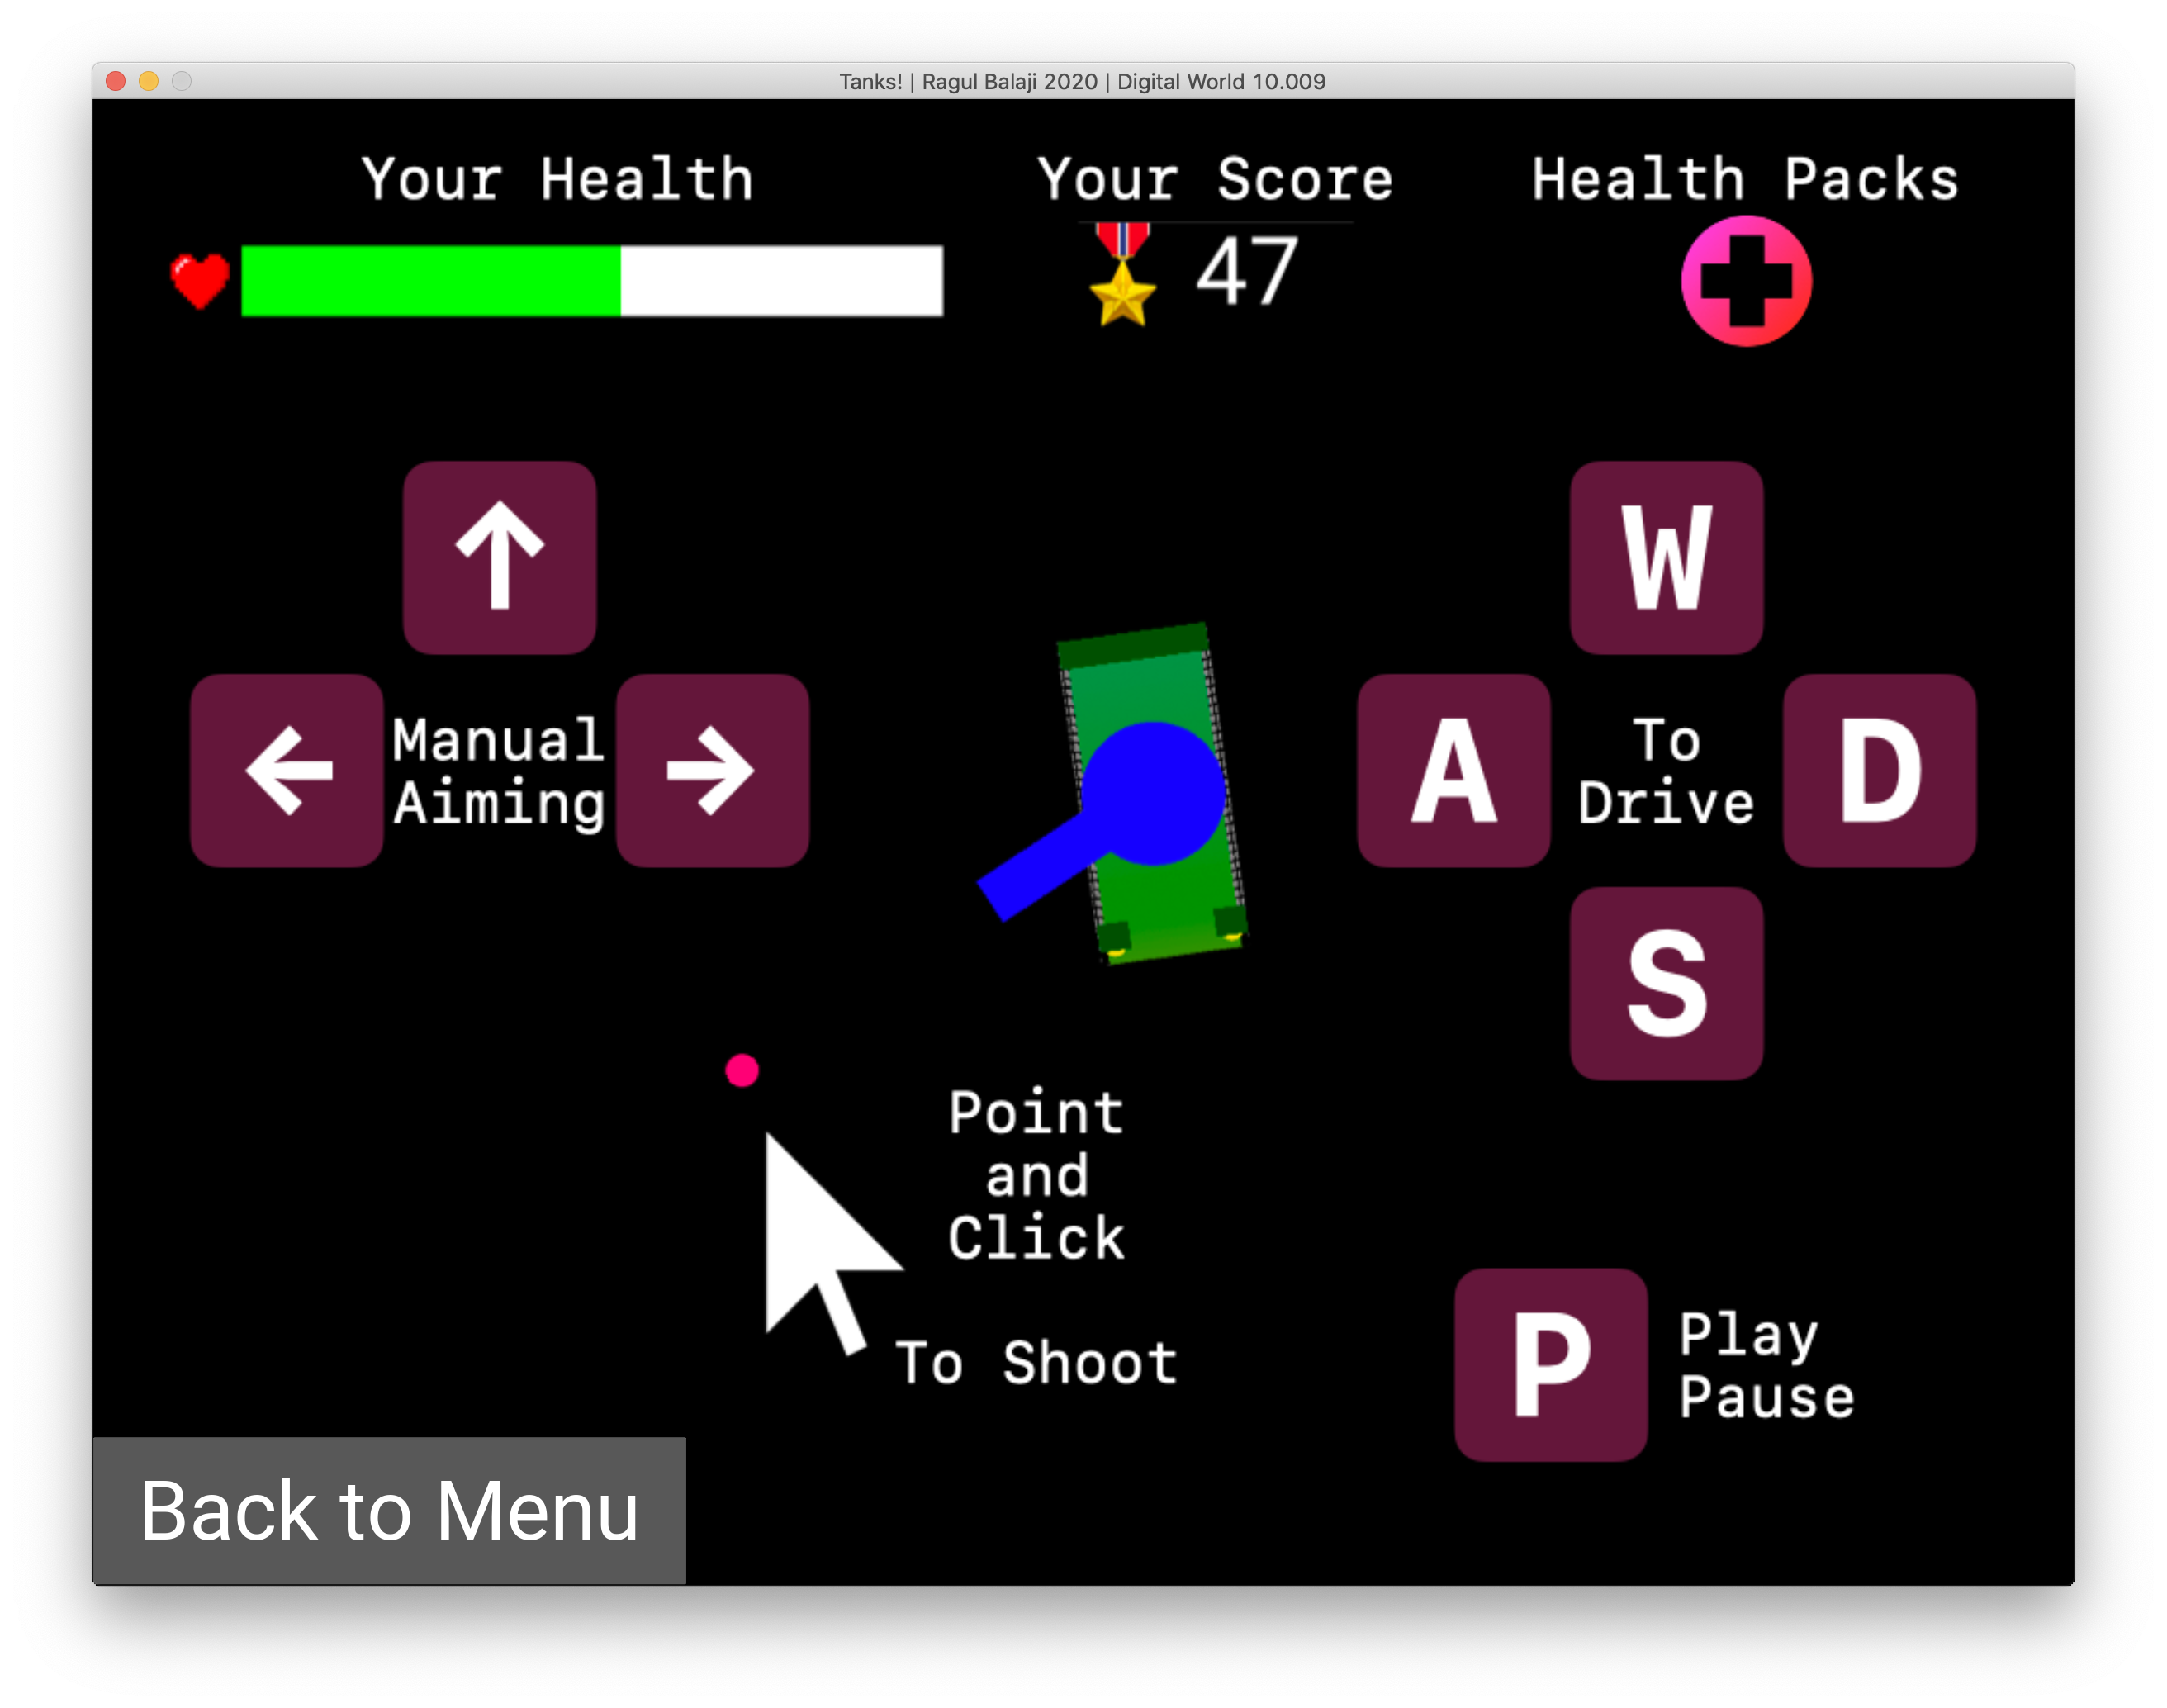 Tanks! | Ragul Balaji 2020 | Digital World 10.009
Your Health
Your Score
Health Packs
47
↑
W
←
Manual
Aiming
→
A
To
Drive
D
S
Point
and
Click
To Shoot
P
Play
Pause
Back to Menu